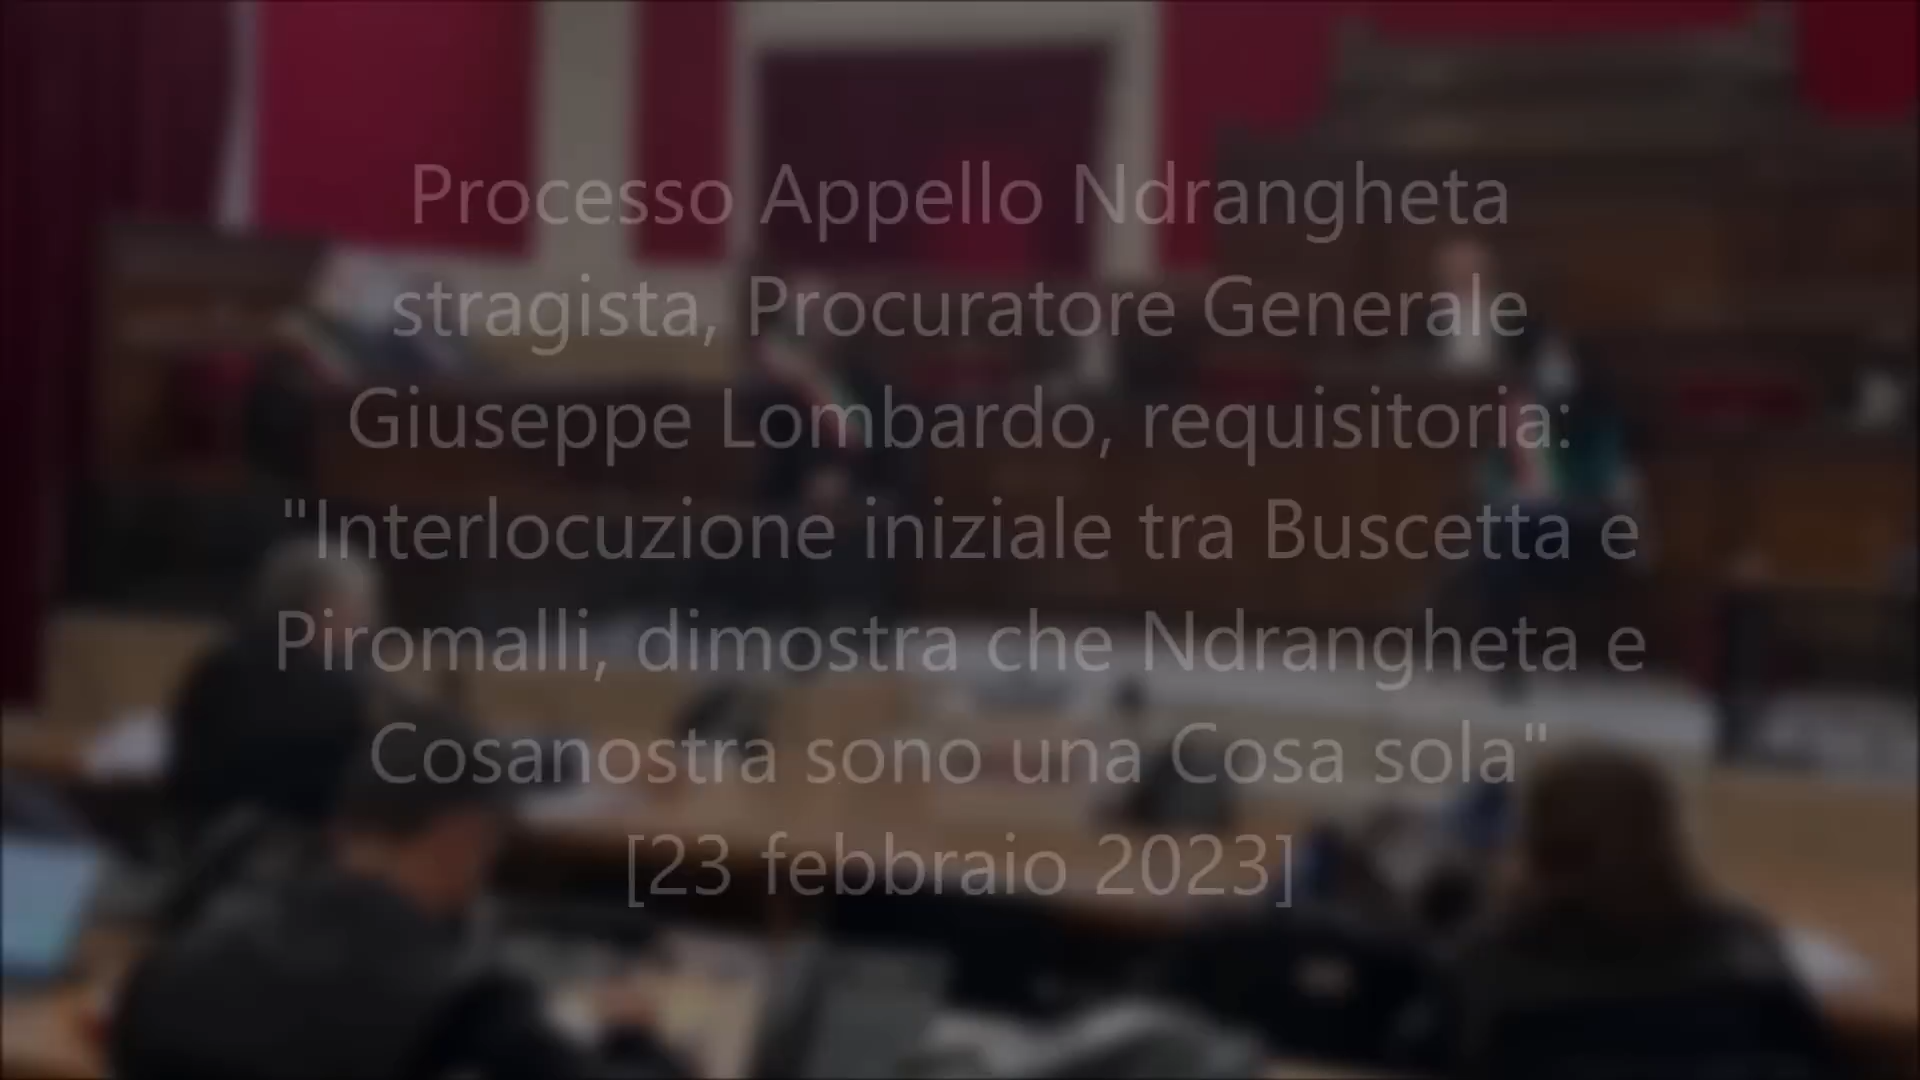 Processo Appello Ndrangheta
stragista, Procuratore Generale
Giuseppe Lombardo, requisitoria:
"Interlocuzione iniziale tra Buscetta e
Piromalli, dimostra che Ndrangheta e
Cosanostra sono una Cosa sola"
[23 febbraio 2023]